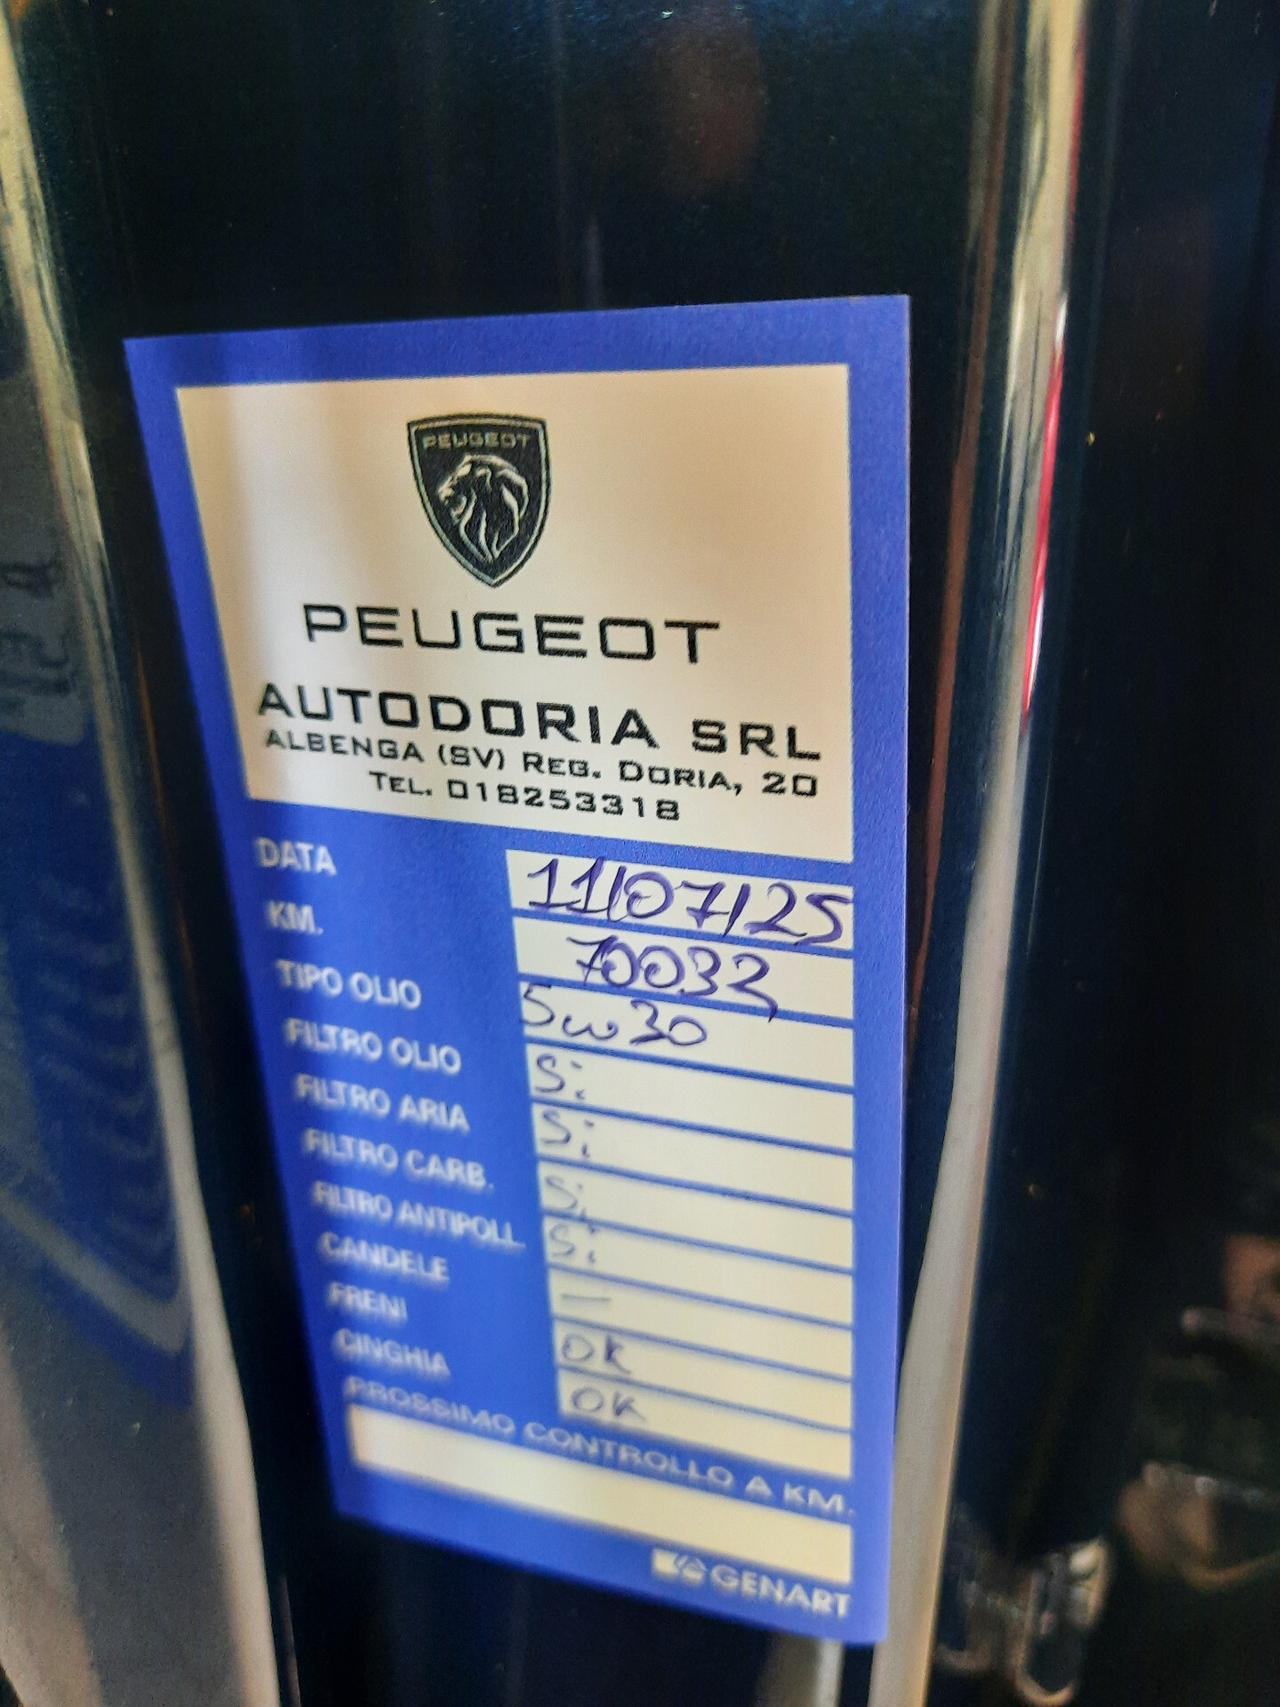 PEUGEOT
PEUGEOT
AUTODORIA SRL
ALBENGA (SV) REG. DORIA, 20
TEL. 018253318
DATA 11/07/25
KM. 70032
TIPO OLIO 5w30
FILTRO OLIO Si
FILTRO ARIA Si
FILTRO CARB. Si
FILTRO ANTIPOLL. Si
CANDELE —
FRENI OK
CINGHIA OK
PROSSIMO CONTROLLO A KM.
GENART